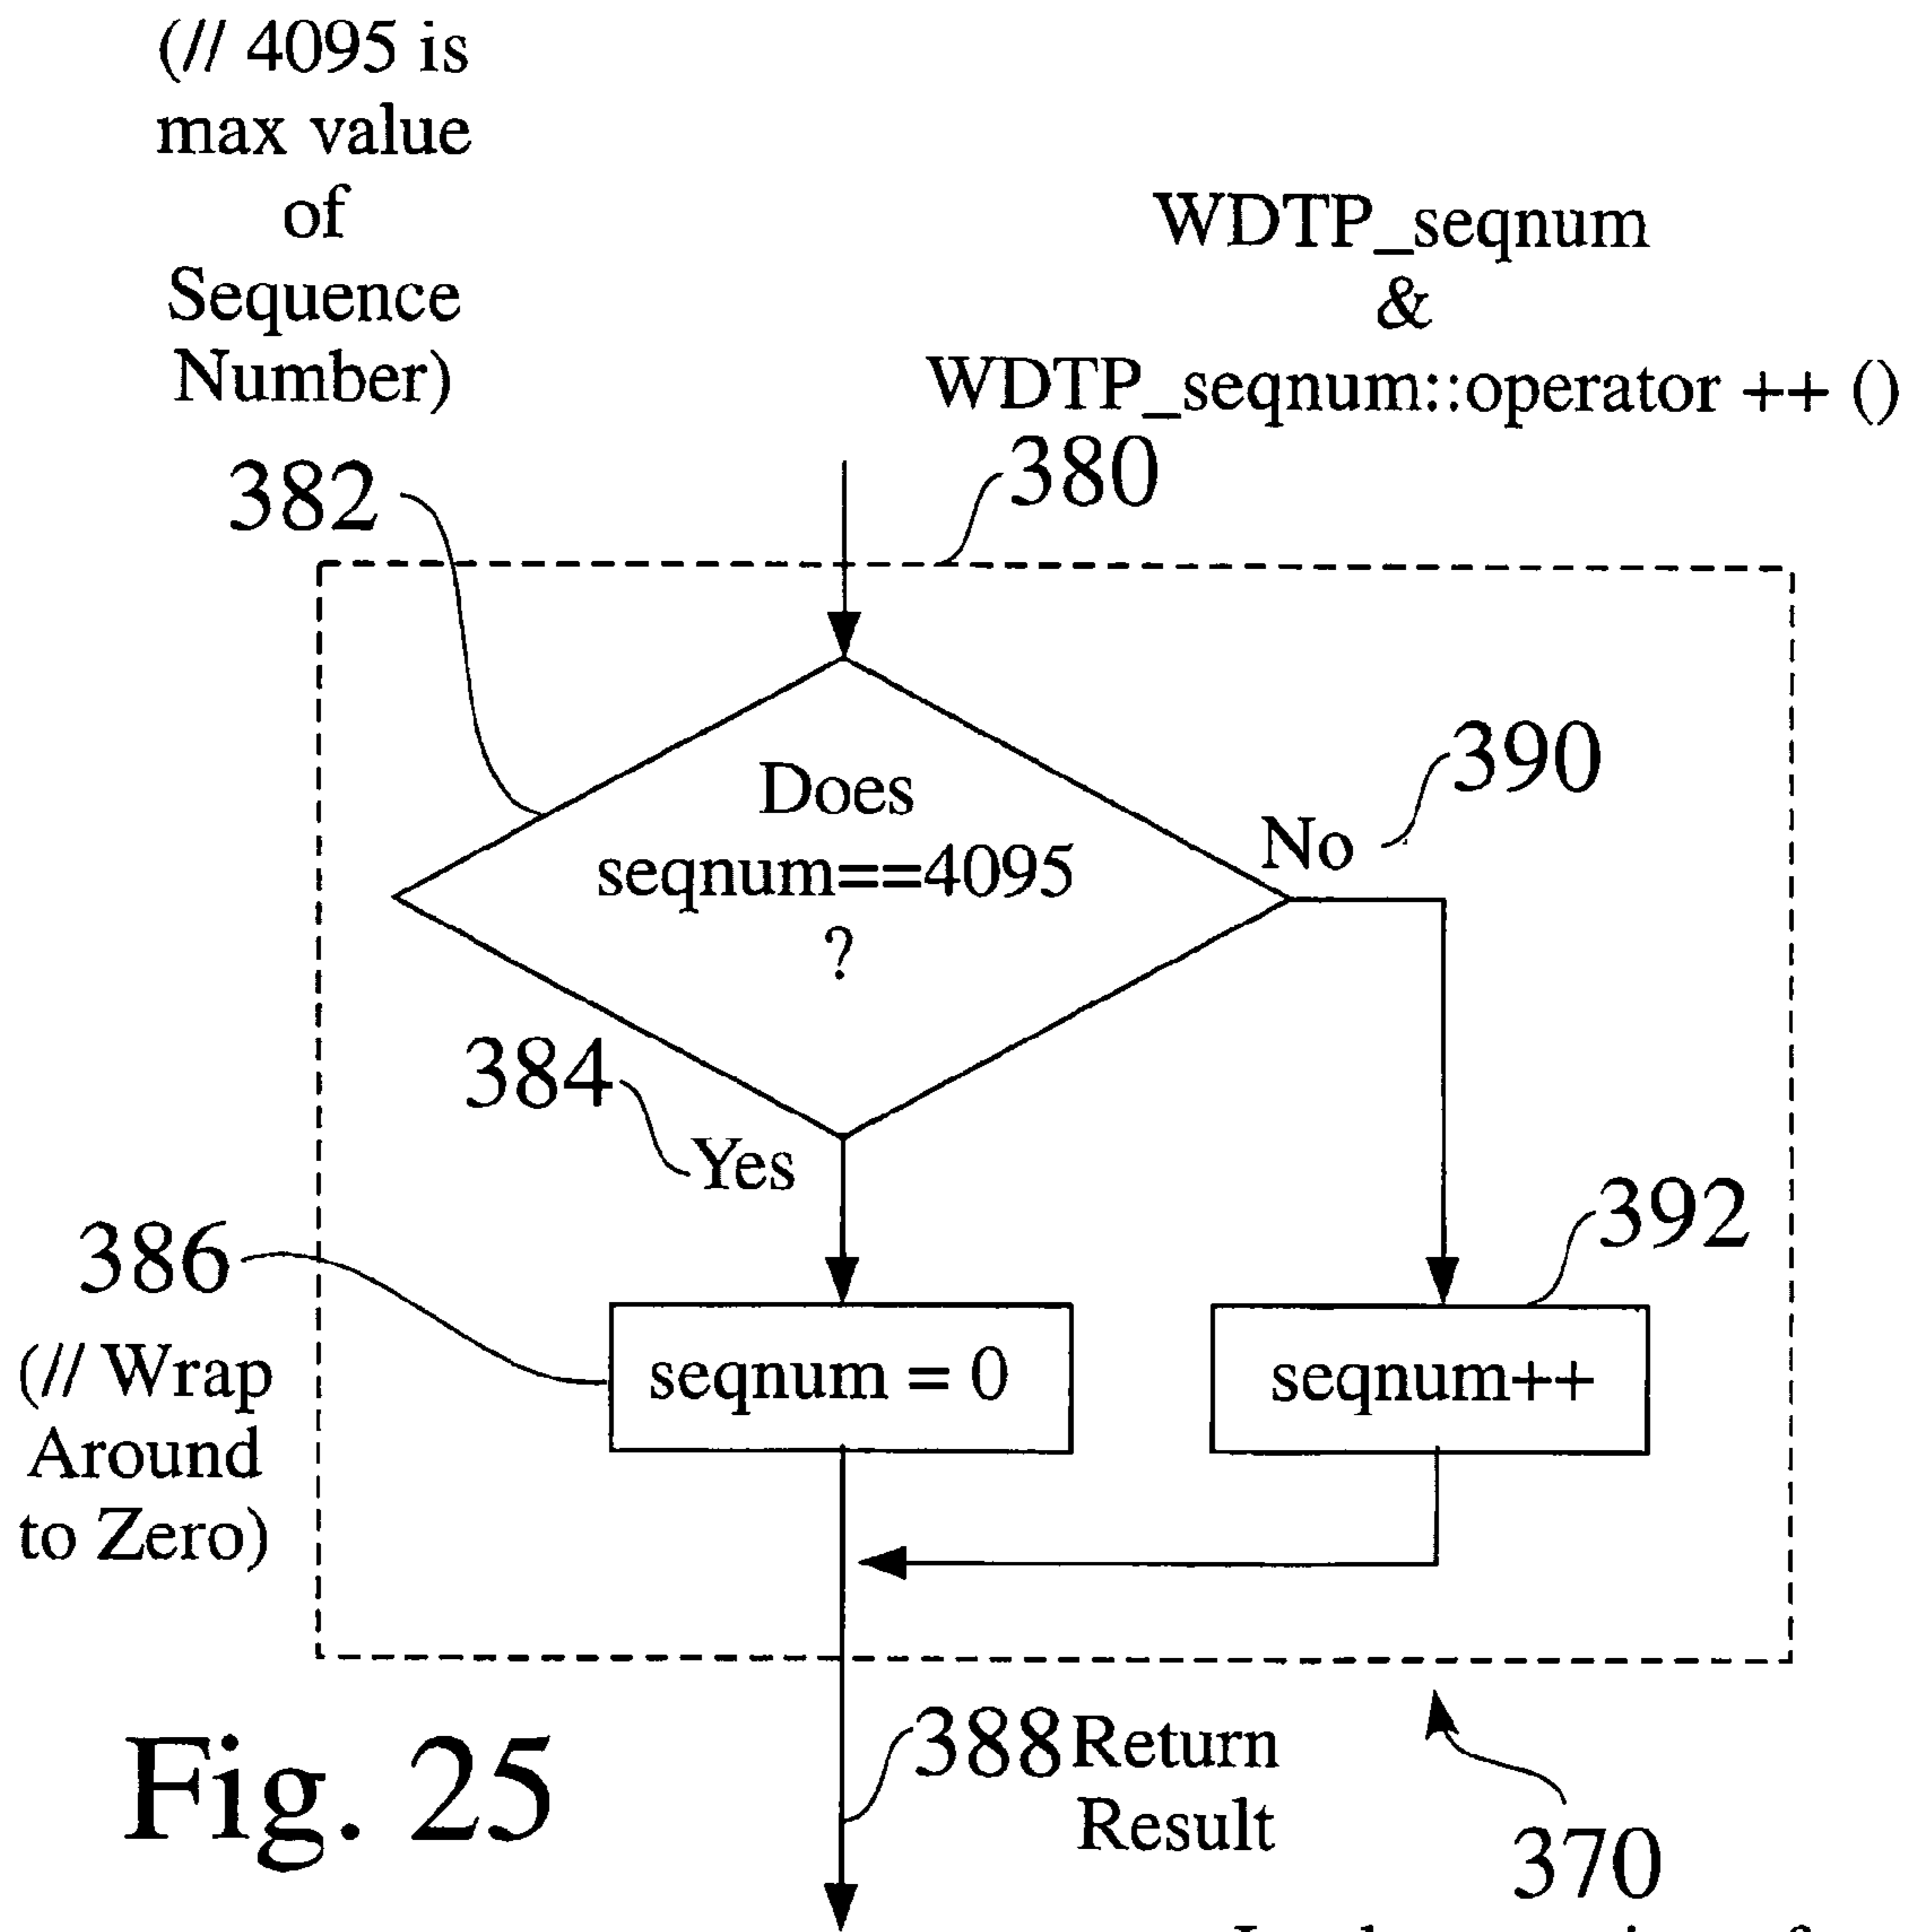 (// 4095 is
max value
of
Sequence
Number)
WDTP_seqnum
&
WDTP_seqnum::operator ++ ()
380
382
Does
seqnum==4095
?
390
No
384
Yes
386
(// Wrap
Around
to Zero)
392
seqnum = 0
seqnum++
388 Return
Result
370
Fig. 25